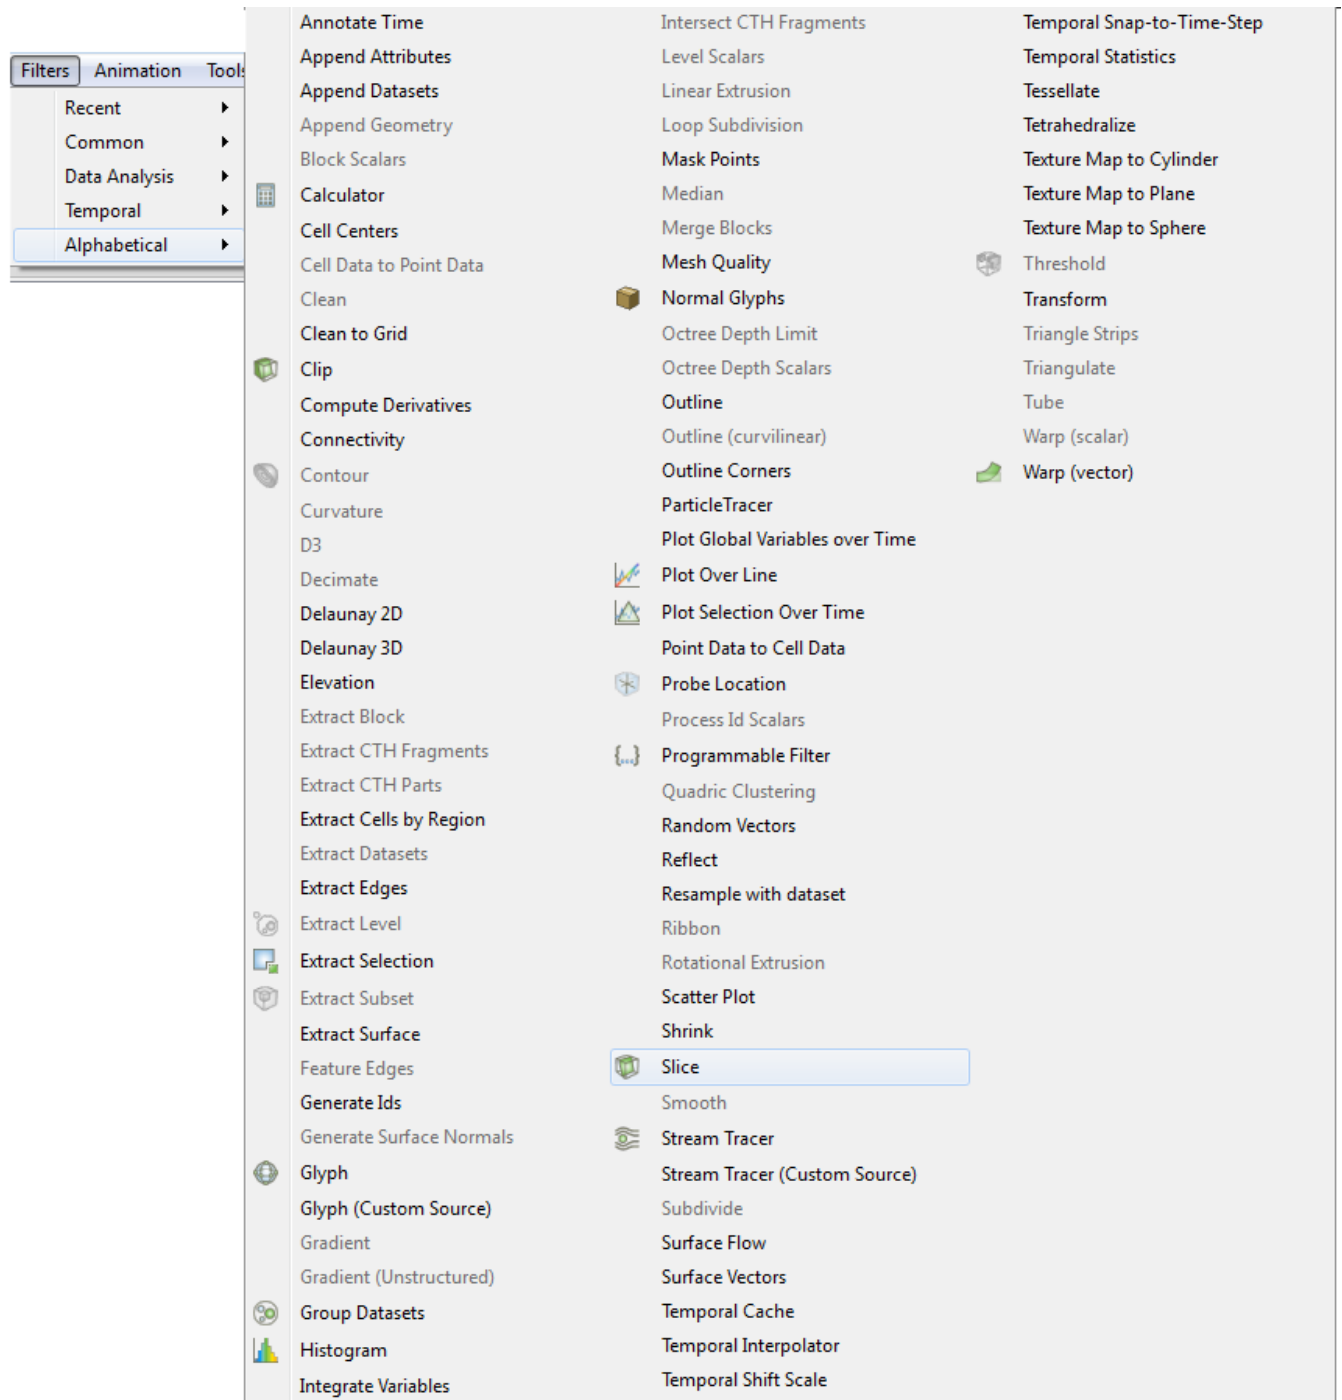 Filters Animation Tools
Recent
Common
Data Analysis
Temporal
Alphabetical
Annotate Time
Append Attributes
Append Datasets
Append Geometry
Block Scalars
Calculator
Cell Centers
Cell Data to Point Data
Clean
Clean to Grid
Clip
Compute Derivatives
Connectivity
Contour
Curvature
D3
Decimate
Delaunay 2D
Delaunay 3D
Elevation
Extract Block
Extract CTH Fragments
Extract CTH Parts
Extract Cells by Region
Extract Datasets
Extract Edges
Extract Level
Extract Selection
Extract Subset
Extract Surface
Feature Edges
Generate Ids
Generate Surface Normals
Glyph
Glyph (Custom Source)
Gradient
Gradient (Unstructured)
Group Datasets
Histogram
Integrate Variables
Intersect CTH Fragments
Level Scalars
Linear Extrusion
Loop Subdivision
Mask Points
Median
Merge Blocks
Mesh Quality
Normal Glyphs
Octree Depth Limit
Octree Depth Scalars
Outline
Outline (curvilinear)
Outline Corners
ParticleTracer
Plot Global Variables over Time
Plot Over Line
Plot Selection Over Time
Point Data to Cell Data
Probe Location
Process Id Scalars
{...} Programmable Filter
Quadric Clustering
Random Vectors
Reflect
Resample with dataset
Ribbon
Rotational Extrusion
Scatter Plot
Shrink
Slice
Smooth
Stream Tracer
Stream Tracer (Custom Source)
Subdivide
Surface Flow
Surface Vectors
Temporal Cache
Temporal Interpolator
Temporal Shift Scale
Temporal Snap-to-Time-Step
Temporal Statistics
Tessellate
Tetrahedralize
Texture Map to Cylinder
Texture Map to Plane
Texture Map to Sphere
Threshold
Transform
Triangle Strips
Triangulate
Tube
Warp (scalar)
Warp (vector)